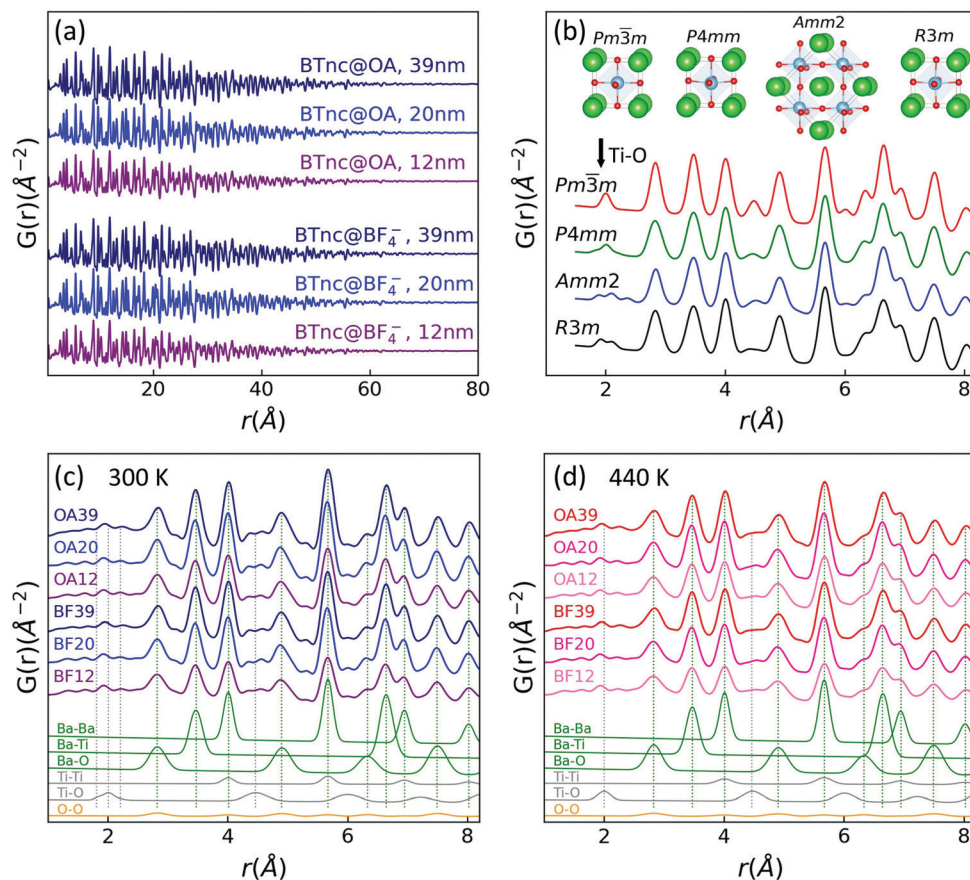 (a)
BTnc@OA, 39nm
BTnc@OA, 20nm
BTnc@OA, 12nm
BTnc@BF₄⁻, 39nm
BTnc@BF₄⁻, 20nm
BTnc@BF₄⁻, 12nm
G(r)(Å⁻²)
20 40 60 80
r(Å)
(b)
Pm3̅m P4mm Amm2 R3m
Ti-O
Pm3̅m
P4mm
Amm2
R3m
G(r)(Å⁻²)
2 4 6 8
r(Å)
(c) 300 K
OA39
OA20
OA12
BF39
BF20
BF12
Ba-Ba
Ba-Ti
Ba-O
Ti-Ti
Ti-O
O-O
G(r)(Å⁻²)
2 4 6 8
r(Å)
(d) 440 K
OA39
OA20
OA12
BF39
BF20
BF12
Ba-Ba
Ba-Ti
Ba-O
Ti-Ti
Ti-O
O-O
G(r)(Å⁻²)
2 4 6 8
r(Å)